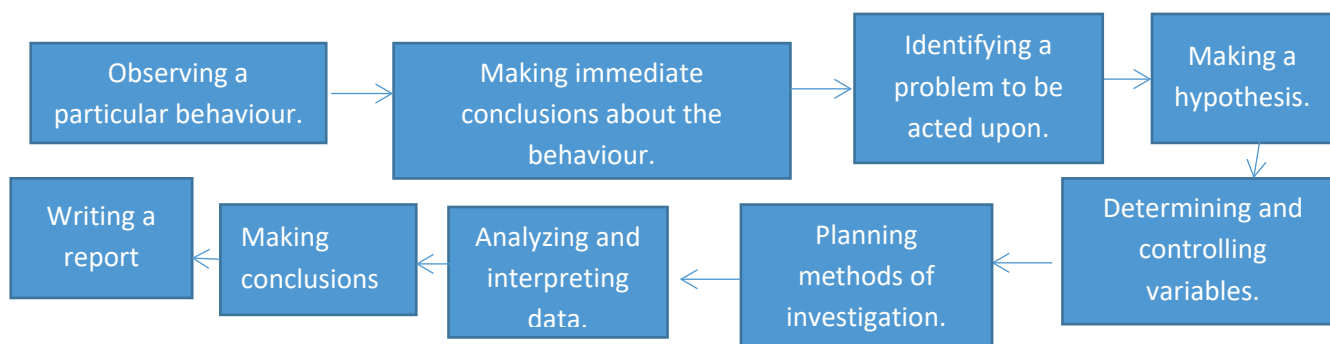 Observing a
particular behaviour.
Making immediate
conclusions about the
behaviour.
Identifying a
problem to be
acted upon.
Making a
hypothesis.
Determining and
controlling
variables.
Planning
methods of
investigation.
Analyzing and
interpreting
data.
Making
conclusions
Writing a
report